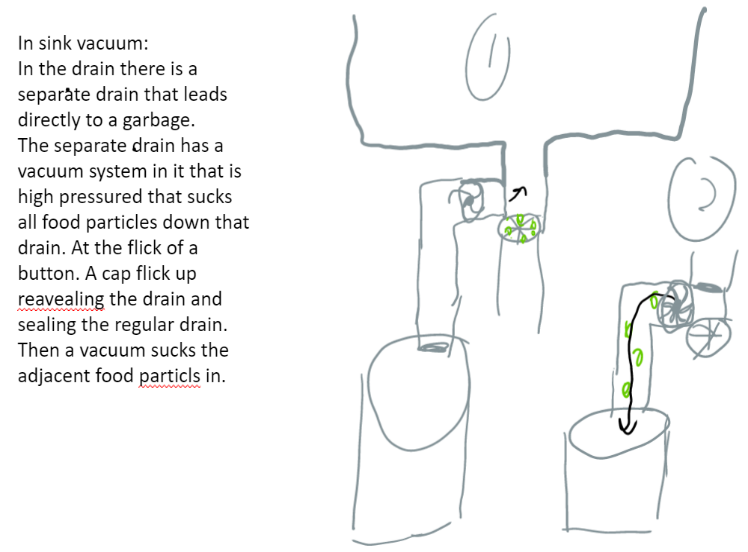 In sink vacuum:
In the drain there is a
separate drain that leads
directly to a garbage.
The separate drain has a
vacuum system in it that is
high pressured that sucks
all food particles down that
drain. At the flick of a
button. A cap flick up
reavealing the drain and
sealing the regular drain.
Then a vacuum sucks the
adjacent food particls in.
1
2